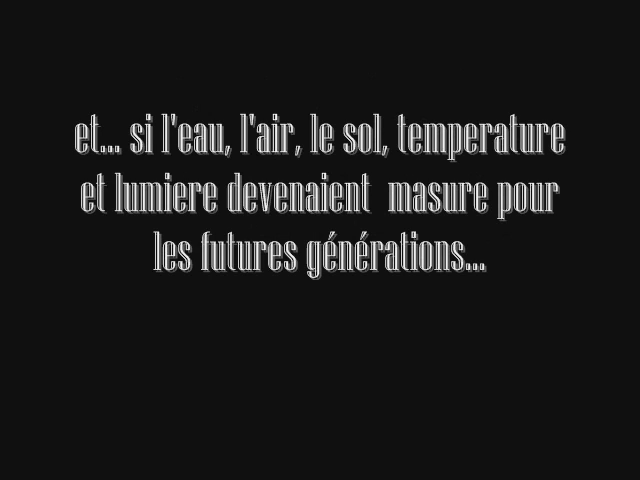 et... si l'eau, l'air, le sol, temperature
et lumiere devenaient masure pour
les futures générations...